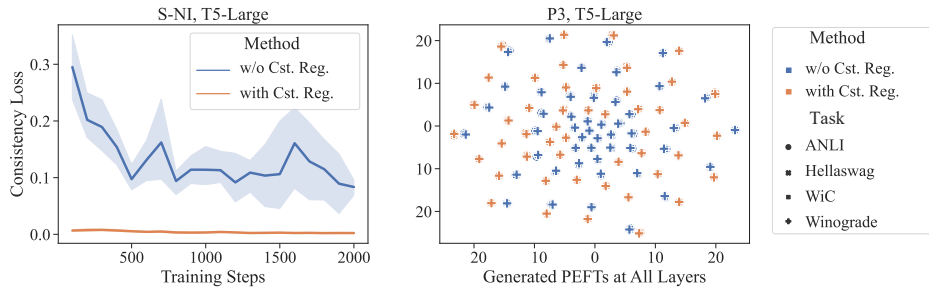 S-NI, T5-Large
Consistency Loss
0.3
0.2
0.1
0.0
Method
w/o Cst. Reg.
with Cst. Reg.
500
1000
1500
2000
Training Steps
P3, T5-Large
20
10
0
10
20
20
10
0
10
20
Generated PEFTs at All Layers
Method
w/o Cst. Reg.
with Cst. Reg.
Task
ANLI
Hellaswag
WiC
Winograde